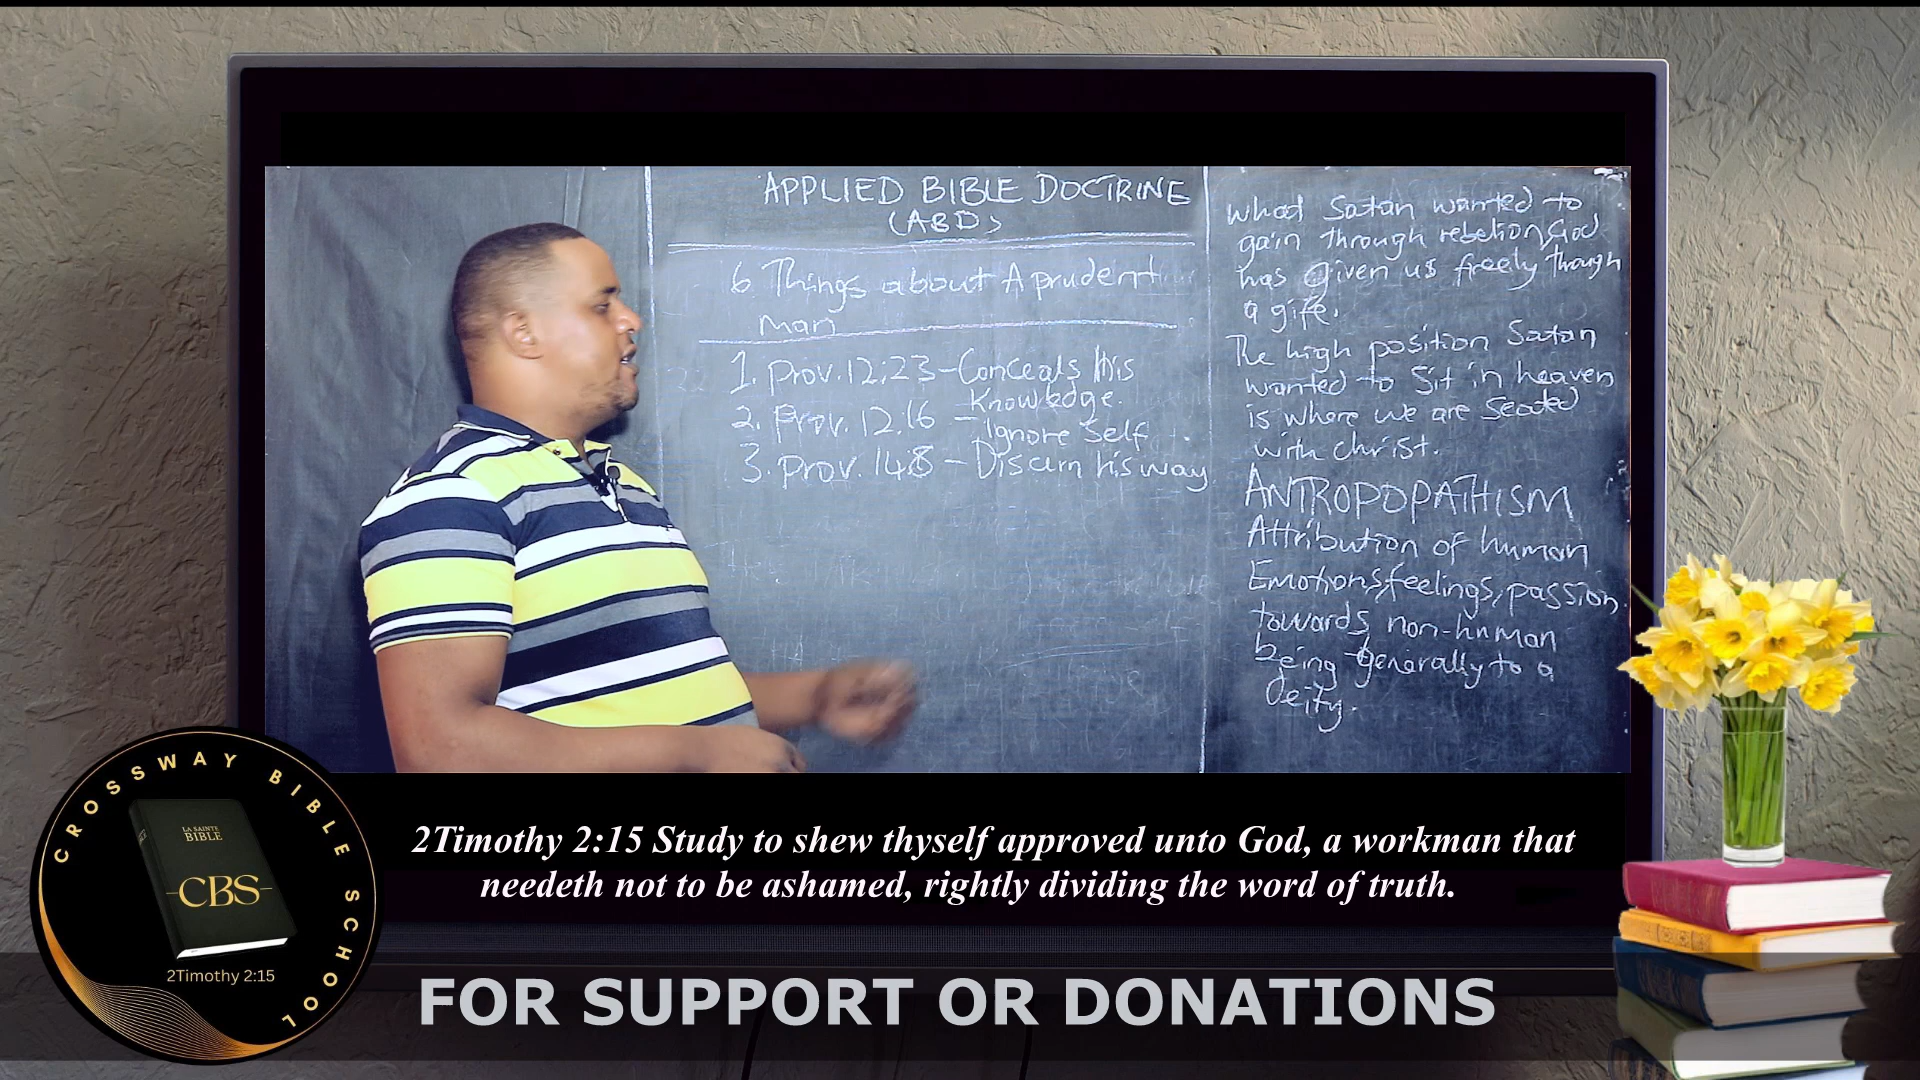 APPLIED BIBLE DOCTRINE
(ABD)
6 Things about A prudent
man
1. Prov. 12:23 - Conceals His
Knowledge.
2. Prov. 12.16 - Ignore Self
3. Prov. 14:8 - Discern his way
What Satan wanted to
gain through rebelion, God
has given us freely though
a gife.
The high position Satan
wanted to Sit in heaven
is where we are Seated
with christ.
ANTROPOPATHISM
Attribution of human
Emotions, feelings, passion
towards non-human
being generally to a
Deity.
2Timothy 2:15 Study to shew thyself approved unto God, a workman that
needeth not to be ashamed, rightly dividing the word of truth.
CROSSWAY BIBLE SCHOOL
LA SAINTE
BIBLE
CBS
2Timothy 2:15
FOR SUPPORT OR DONATIONS